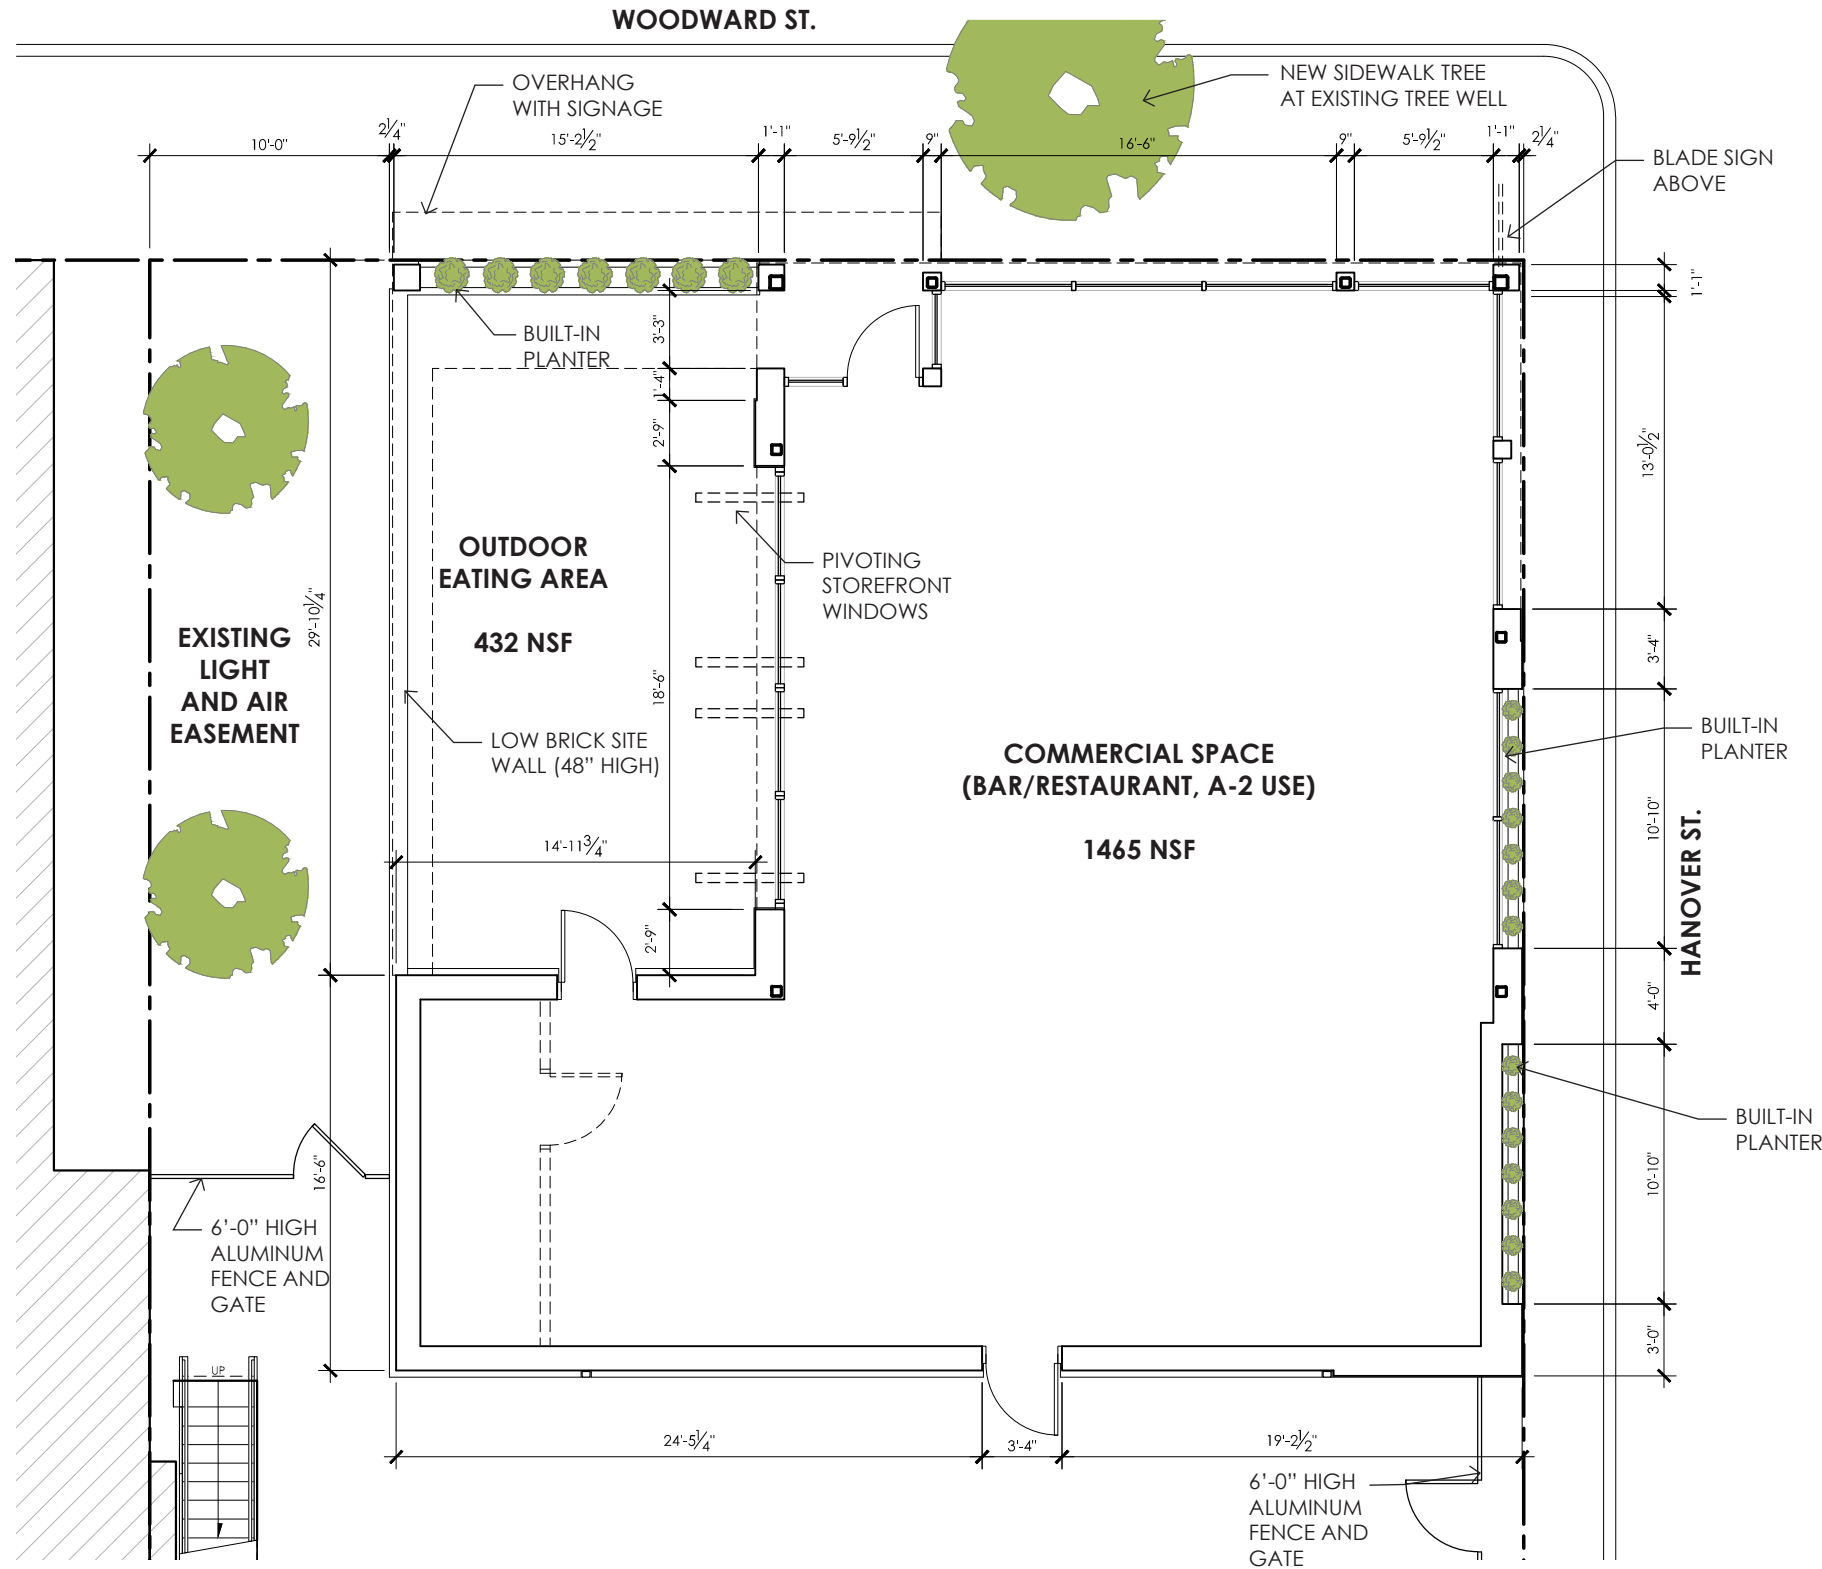 WOODWARD ST.
OVERHANG
WITH SIGNAGE
NEW SIDEWALK TREE
AT EXISTING TREE WELL
10'-0"
2¼"
15'-2½"
1'-1"
5'-9½"
9"
16'-6"
9"
5'-9½"
1'-1"
2¼"
BLADE SIGN
ABOVE
1'-1"
BUILT-IN
PLANTER
3'-3"
1'-4"
2'-9"
13'-0½"
OUTDOOR
EATING AREA
432 NSF
PIVOTING
STOREFRONT
WINDOWS
29'-10¼"
EXISTING
LIGHT
AND AIR
EASEMENT
3'-4"
18'-6"
LOW BRICK SITE
WALL (48” HIGH)
COMMERCIAL SPACE
(BAR/RESTAURANT, A-2 USE)
1465 NSF
BUILT-IN
PLANTER
10'-10"
HANOVER ST.
14'-11¾"
2'-9"
4'-0"
BUILT-IN
PLANTER
16'-6"
10'-10"
6’-0” HIGH
ALUMINUM
FENCE AND
GATE
3'-0"
UP
24'-5¼"
3'-4"
19'-2½"
6’-0” HIGH
ALUMINUM
FENCE AND
GATE